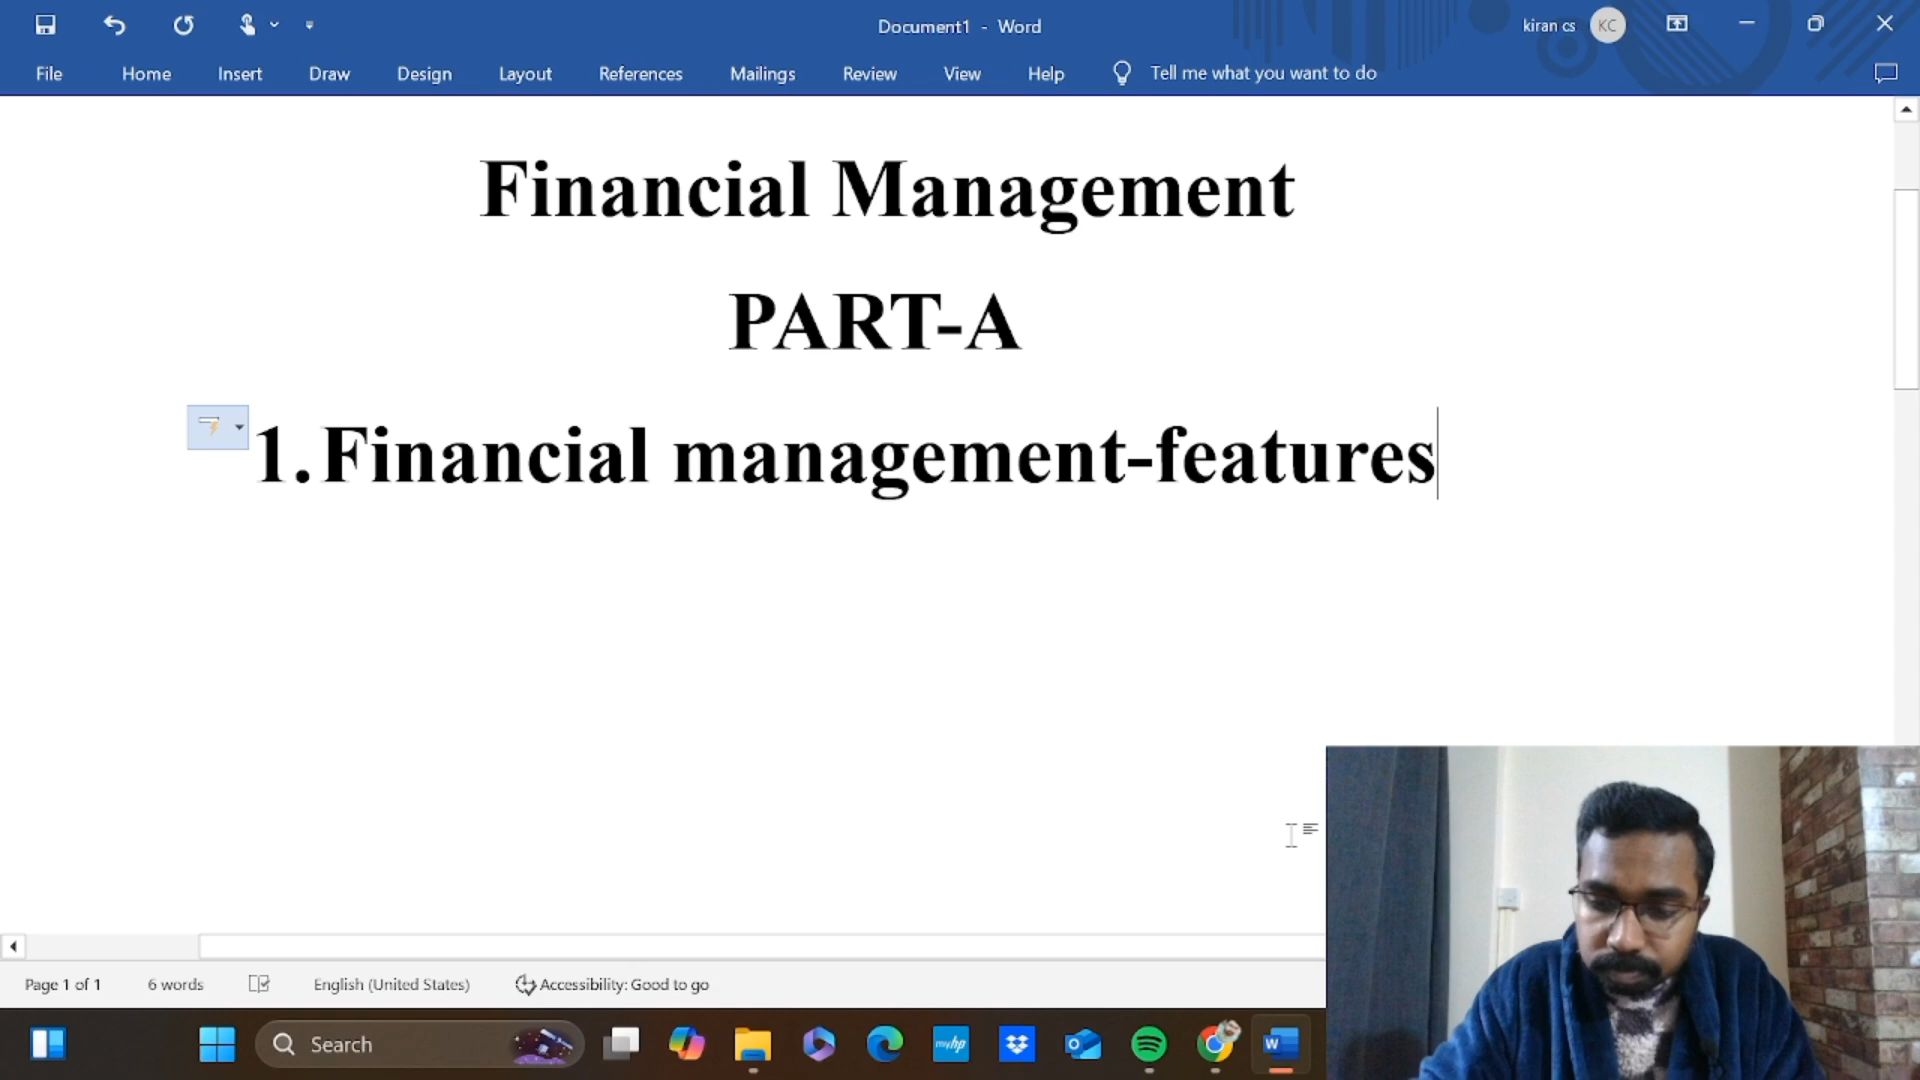 Document1 - Word
kiran cs KC
File Home Insert Draw Design Layout References Mailings Review View Help Tell me what you want to do
Financial Management
PART-A
1. Financial management-features
Page 1 of 1 6 words English (United States) Accessibility: Good to go
Search myhp W